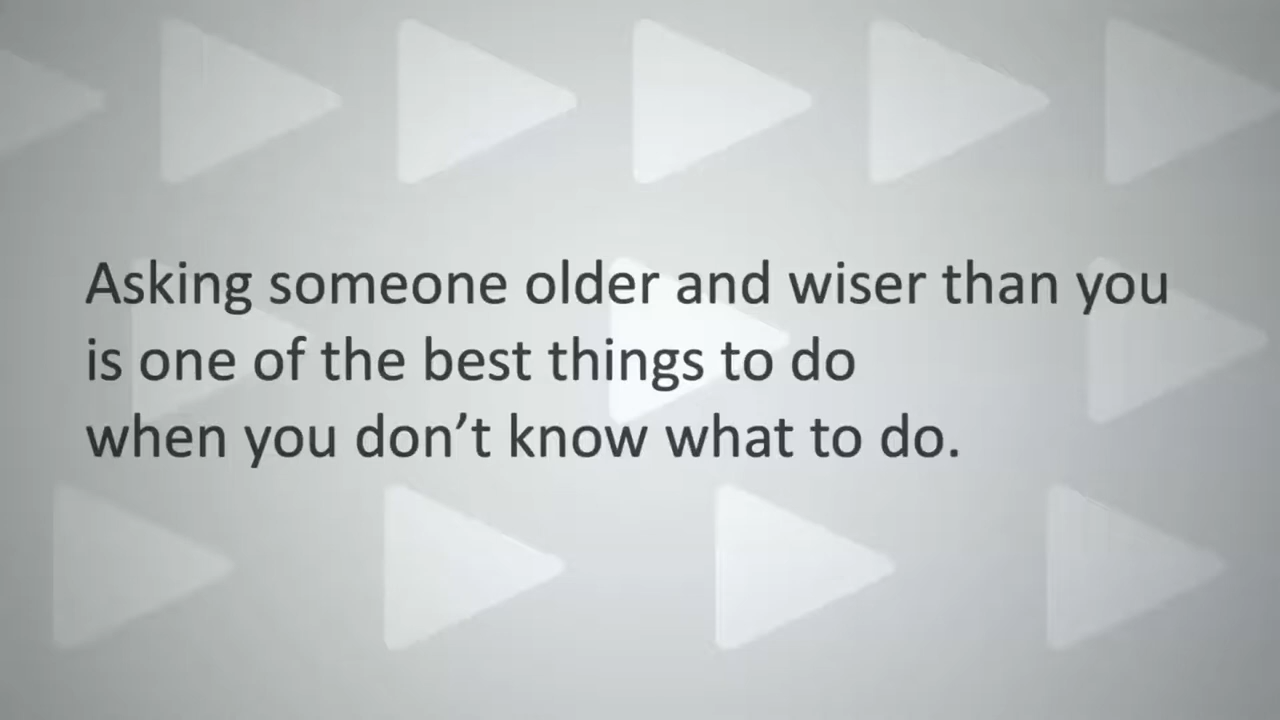 Asking someone older and wiser than you
is one of the best things to do
when you don’t know what to do.